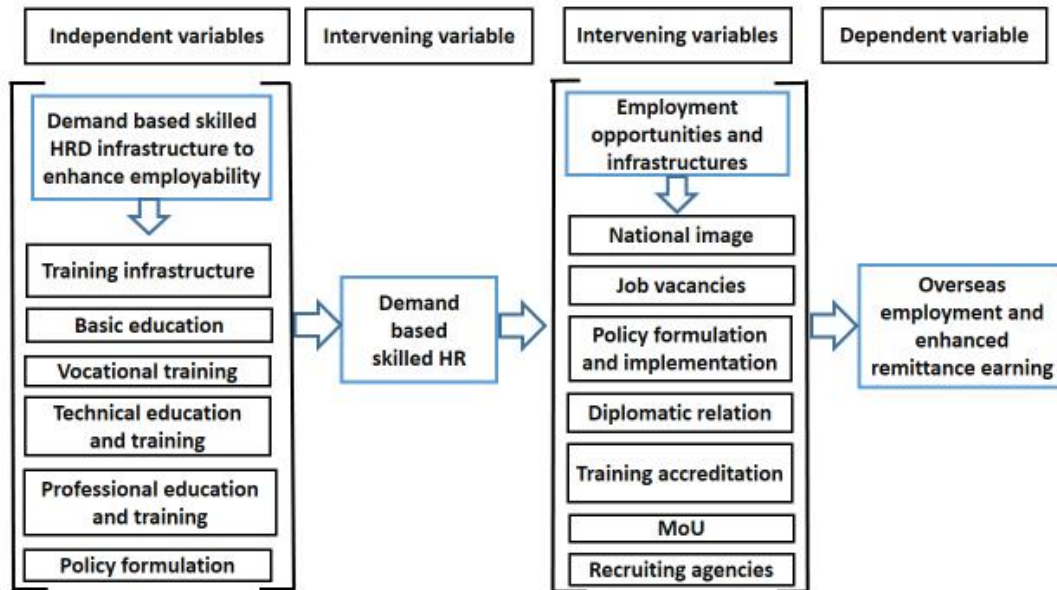 Independent variables
Intervening variable
Intervening variables
Dependent variable
Demand based skilled
HRD infrastructure to
enhance employability
Training infrastructure
Basic education
Vocational training
Technical education
and training
Professional education
and training
Policy formulation
Demand
based
skilled HR
Employment
opportunities and
infrastructures
National image
Job vacancies
Policy formulation
and implementation
Diplomatic relation
Training accreditation
MoU
Recruiting agencies
Overseas
employment and
enhanced
remittance earning